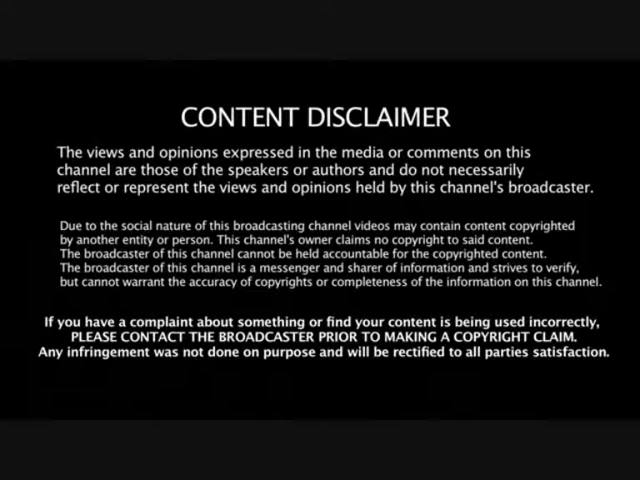 CONTENT DISCLAIMER
The views and opinions expressed in the media or comments on this
channel are those of the speakers or authors and do not necessarily
reflect or represent the views and opinions held by this channel's broadcaster.
Due to the social nature of this broadcasting channel videos may contain content copyrighted
by another entity or person. This channel's owner claims no copyright to said content.
The broadcaster of this channel cannot be held accountable for the copyrighted content.
The broadcaster of this channel is a messenger and sharer of information and strives to verify,
but cannot warrant the accuracy of copyrights or completeness of the information on this channel.
If you have a complaint about something or find your content is being used incorrectly,
PLEASE CONTACT THE BROADCASTER PRIOR TO MAKING A COPYRIGHT CLAIM.
Any infringement was not done on purpose and will be rectified to all parties satisfaction.